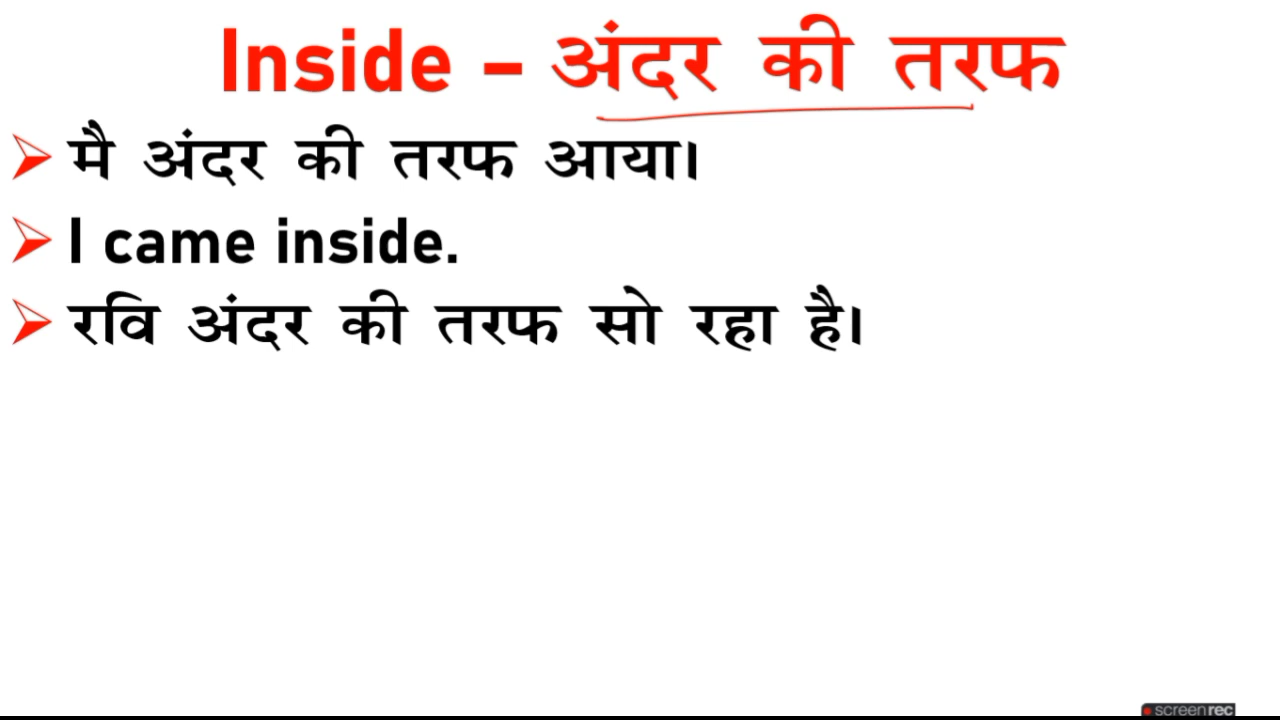 Inside – अंदर की तरफ
मै अंदर की तरफ आया।
I came inside.
रवि अंदर की तरफ सो रहा है।
screenrec